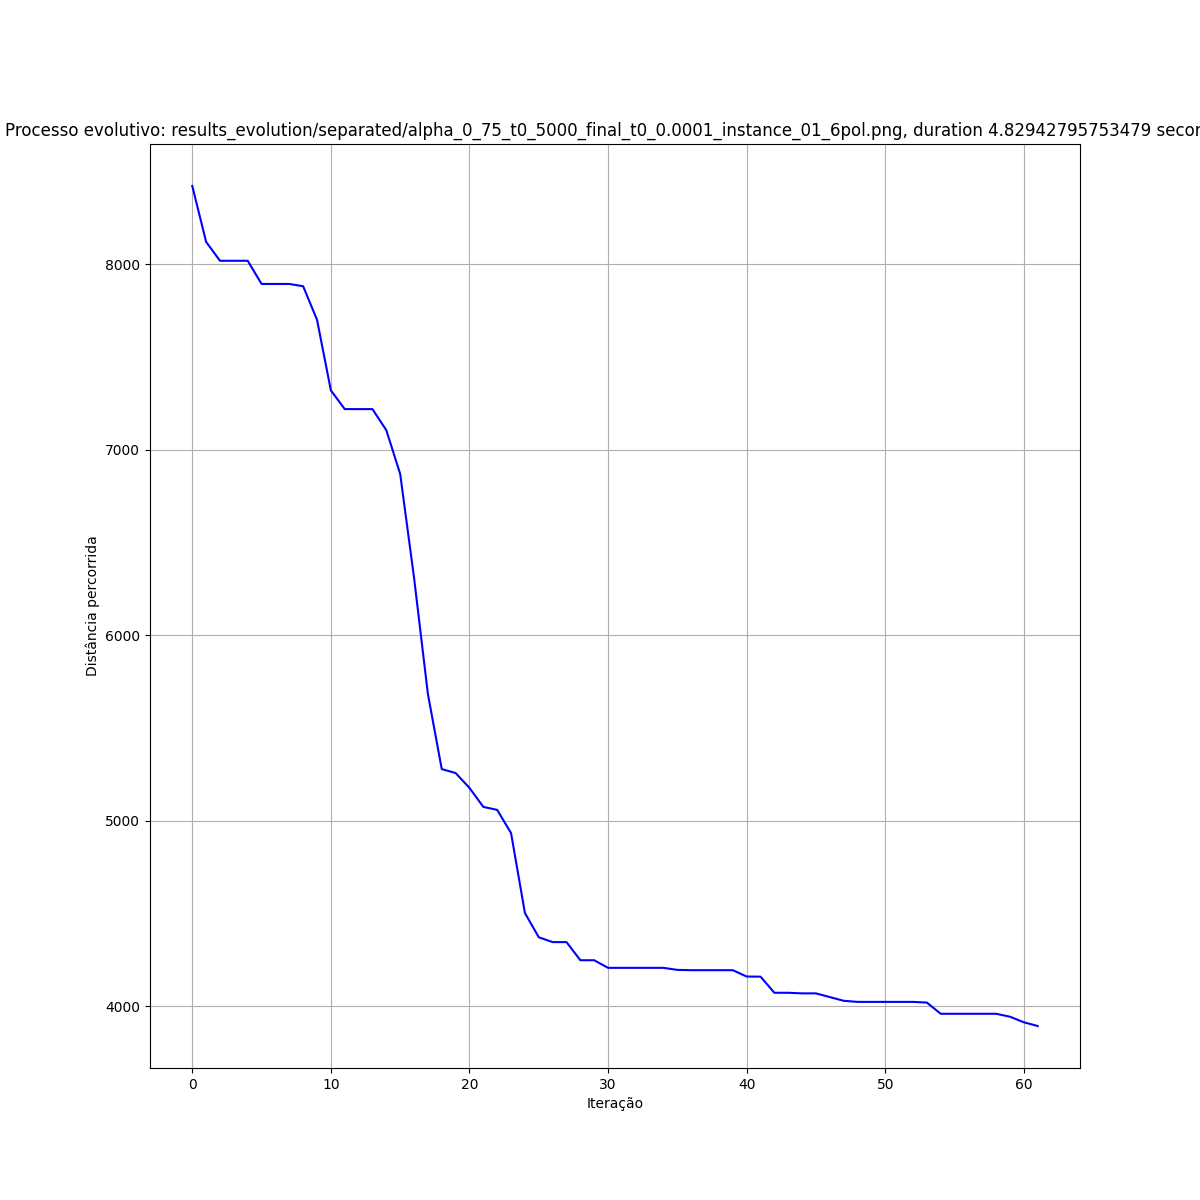 Processo evolutivo: results_evolution/separated/alpha_0_75_t0_5000_final_t0_0.0001_instance_01_6pol.png, duration 4.82942795753479 secor
8000
7000
6000
5000
4000
Distância percorrida
0 10 20 30 40 50 60
Iteração